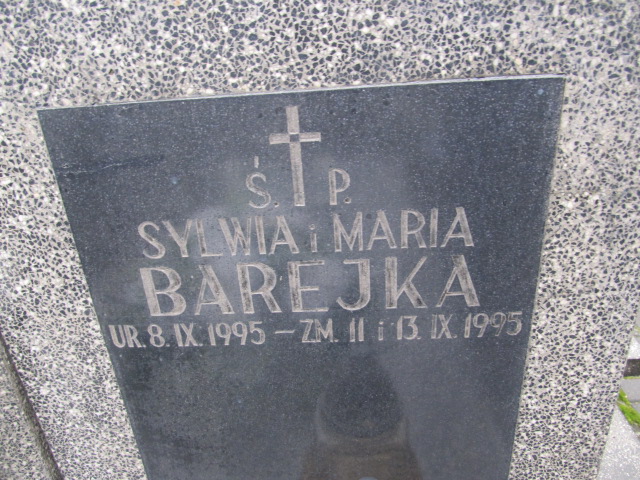 Ś. P.
SYLWIA i MARIA
BAREJKA
UR. 8. IX. 1995 – ZM. 11 i 13. IX. 1995